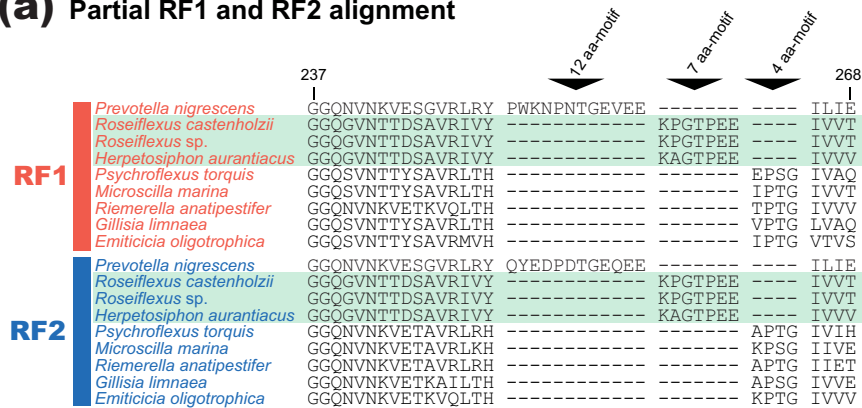 (a) Partial RF1 and RF2 alignment
12 aa-motif 7 aa-motif 4 aa-motif
237 268
RF1
Prevotella nigrescens GGQNVNKVESGVRLRY PWKNPNTGEVEE ------- ---- ILIE
Roseiflexus castenholzii GGQGVNTTDSAVRIVY ------------ KPGTPEE ---- IVVT
Roseiflexus sp. GGQGVNTTDSAVRIVY ------------ KPGTPEE ---- IVVT
Herpetosiphon aurantiacus GGQGVNTTDSAVRIVY ------------ KAGTPEE ---- IVVV
Psychroflexus torquis GGQSVNTTYSAVRLTH ------------ ------- EPSG IVAQ
Microscilla marina GGQSVNTTYSAVRLTH ------------ ------- IPTG IVVT
Riemerella anatipestifer GGQNVNKVETKVQLTH ------------ ------- TPTG IVVV
Gillisia limnaea GGQSVNTTYSAVRLTH ------------ ------- VPTG LVAQ
Emiticicia oligotrophica GGQSVNTTYSAVRMVH ------------ ------- IPTG VTVS
RF2
Prevotella nigrescens GGQNVNKVESGVRLRY QYEDPDTGEQEE ------- ---- ILIE
Roseiflexus castenholzii GGQGVNTTDSAVRIVY ------------ KPGTPEE ---- IVVT
Roseiflexus sp. GGQGVNTTDSAVRIVY ------------ KPGTPEE ---- IVVT
Herpetosiphon aurantiacus GGQGVNTTDSAVRIVY ------------ KAGTPEE ---- IVVV
Psychroflexus torquis GGQNVNKVETAVRLRH ------------ ------- APTG IVIH
Microscilla marina GGQNVNKVETAVRLKH ------------ ------- KPSG IIVE
Riemerella anatipestifer GGQNVNKVETAVRLRH ------------ ------- APTG IIET
Gillisia limnaea GGQNVNKVETKAILTH ------------ ------- APSG IVVE
Emiticicia oligotrophica GGQNVNKVETKVQLTH ------------ ------- KPTG IVVV